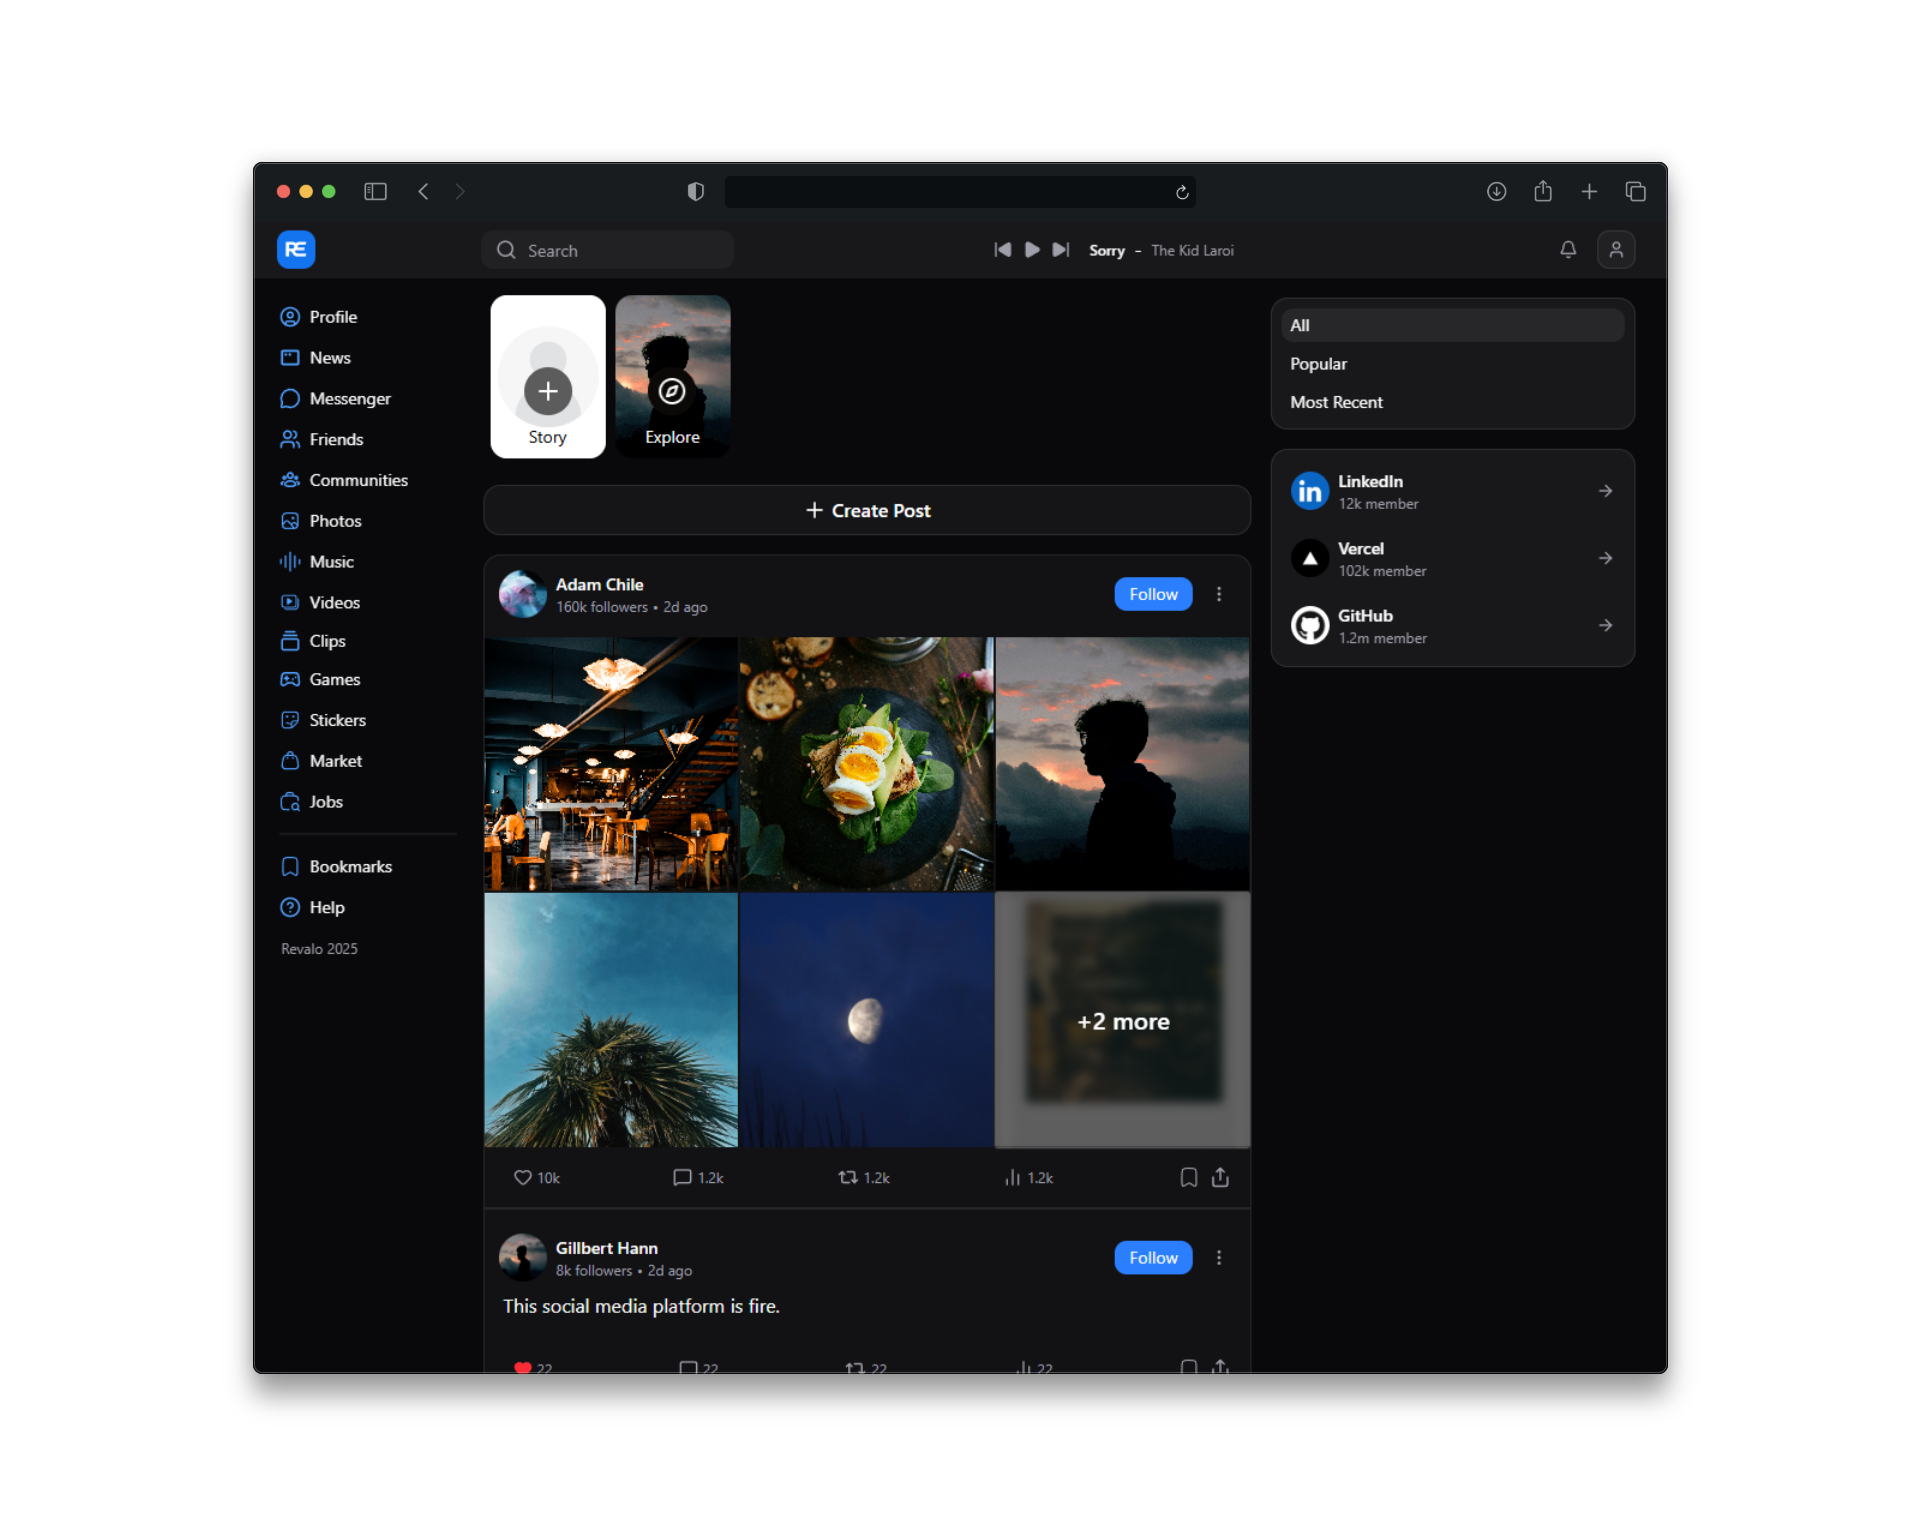 RE
Search
Sorry - The Kid Laroi
Profile
News
Messenger
Friends
Communities
Photos
Music
Videos
Clips
Games
Stickers
Market
Jobs
Bookmarks
Help
Revalo 2025
Story
Explore
Create Post
Adam Chile
160k followers • 2d ago
Follow
+2 more
10k
1.2k
1.2k
1.2k
Gillbert Hann
8k followers • 2d ago
Follow
This social media platform is fire.
22
22
22
22
All
Popular
Most Recent
in
LinkedIn
12k member
Vercel
102k member
GitHub
1.2m member